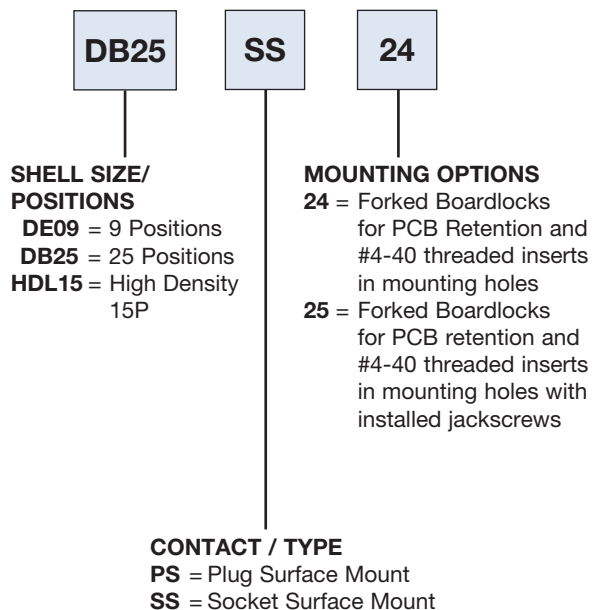 DB25 SS 24
SHELL SIZE/
POSITIONS
DE09 = 9 Positions
DB25 = 25 Positions
HDL15 = High Density
15P
MOUNTING OPTIONS
24 = Forked Boardlocks
for PCB Retention and
#4-40 threaded inserts
in mounting holes
25 = Forked Boardlocks
for PCB retention and
#4-40 threaded inserts
in mounting holes with
installed jackscrews
CONTACT / TYPE
PS = Plug Surface Mount
SS = Socket Surface Mount